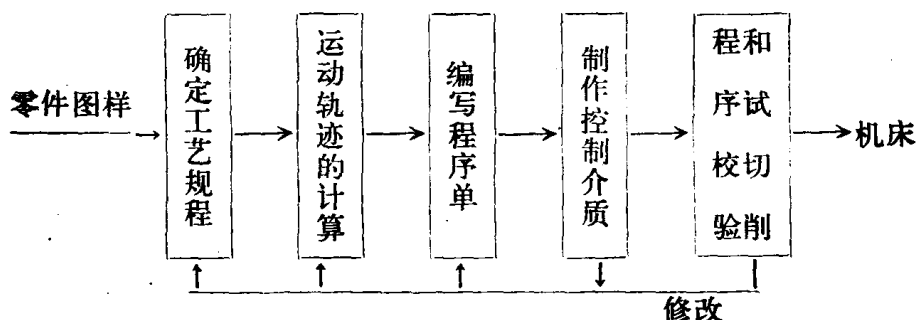 零件图样
确定工艺规程
运动轨迹的计算
编写程序单
制作控制介质
程序校验
和试切削
机床
修改